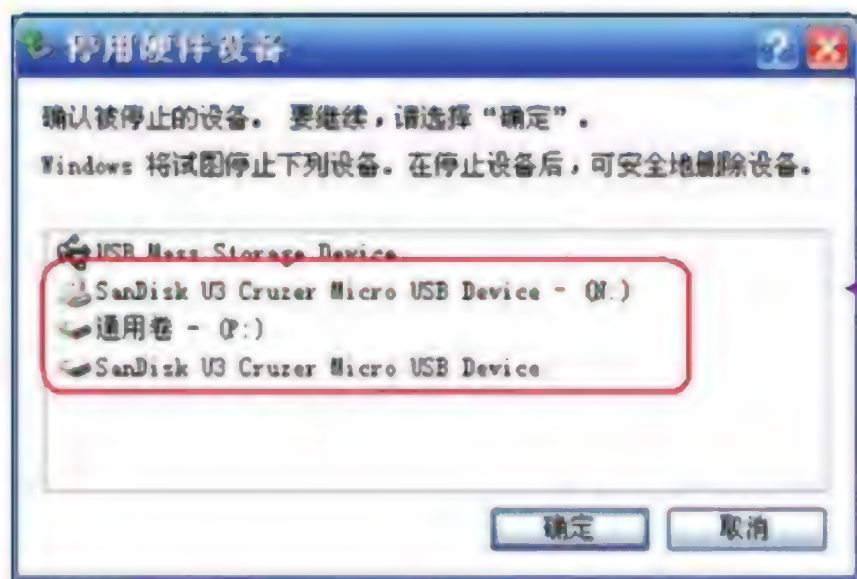 停用硬件设备
确认被停止的设备。 要继续,请选择“确定”.
Windows 将试图停止下列设备。在停止设备后,可安全地删除设备。
USB Mass Storage Device
SanDisk U3 Cruzer Micro USB Device - (N:)
通用卷 - (P:)
SanDisk U3 Cruzer Micro USB Device
确定 取消